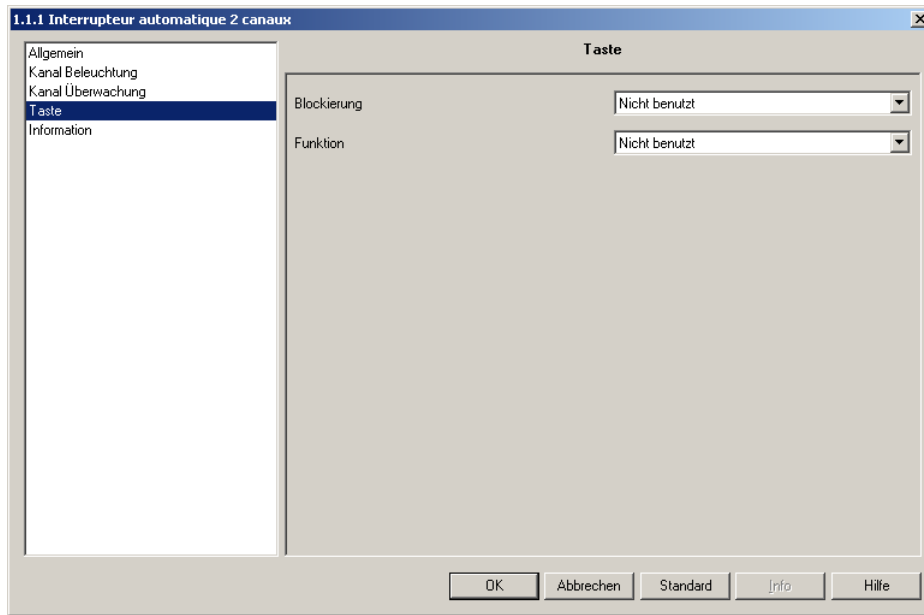 1.1.1 Interrupteur automatique 2 canaux
Allgemein
Kanal Beleuchtung
Kanal Überwachung
Taste
Information
Taste
Blockierung
Nicht benutzt
Funktion
Nicht benutzt
OK
Abbrechen
Standard
Info
Hilfe